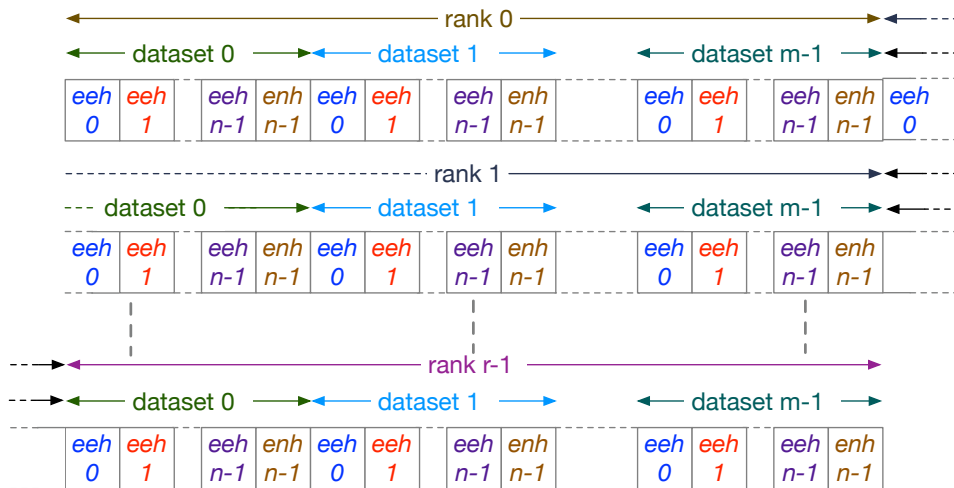 rank 0
dataset 0 dataset 1 dataset m-1
eeh eeh eeh enh eeh eeh eeh enh eeh eeh eeh enh eeh
0 1 n-1 n-1 0 1 n-1 n-1 0 1 n-1 n-1 0
rank 1
dataset 0 dataset 1 dataset m-1
eeh eeh eeh enh eeh eeh eeh enh eeh eeh eeh enh
0 1 n-1 n-1 0 1 n-1 n-1 0 1 n-1 n-1
rank r-1
dataset 0 dataset 1 dataset m-1
eeh eeh eeh enh eeh eeh eeh enh eeh eeh eeh enh
0 1 n-1 n-1 0 1 n-1 n-1 0 1 n-1 n-1